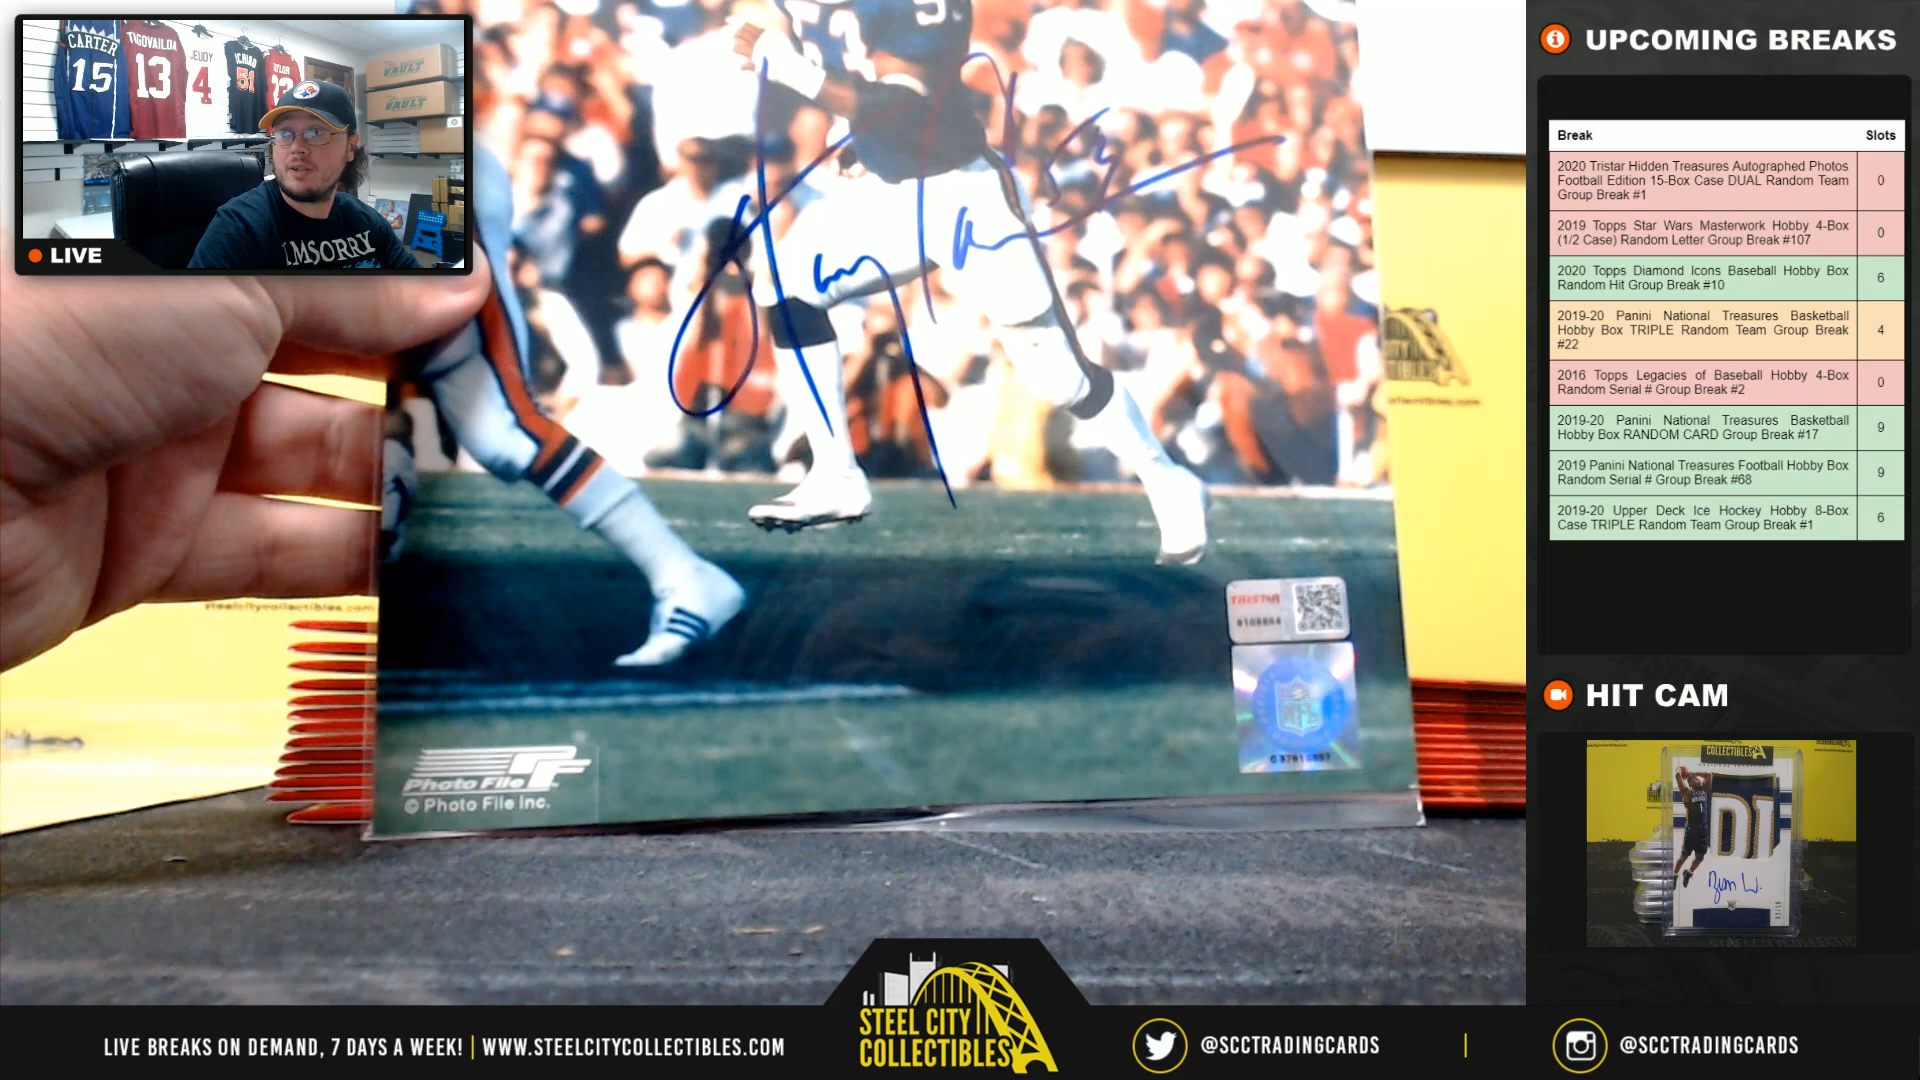 CARTER
15
TAGOVAILOA
13
JEUDY
4
ICHIRO
51
VAULT
VAULT
I'MSORRY
LIVE
53
TRISTAR
NFL
Photo File
© Photo File Inc.
steelcitycollectibles.com
UPCOMING BREAKS
Break Slots
2020 Tristar Hidden Treasures Autographed Photos
Football Edition 15-Box Case DUAL Random Team
Group Break #1
0
2019 Topps Star Wars Masterwork Hobby 4-Box
(1/2 Case) Random Letter Group Break #107
0
2020 Topps Diamond Icons Baseball Hobby Box
Random Hit Group Break #10
6
2019-20 Panini National Treasures Basketball
Hobby Box TRIPLE Random Team Group Break
#22
4
2016 Topps Legacies of Baseball Hobby 4-Box
Random Serial # Group Break #2
0
2019-20 Panini National Treasures Basketball
Hobby Box RANDOM CARD Group Break #17
9
2019 Panini National Treasures Football Hobby Box
Random Serial # Group Break #68
9
2019-20 Upper Deck Ice Hockey Hobby 8-Box
Case TRIPLE Random Team Group Break #1
6
HIT CAM
COLLECTIBLES
LIVE BREAKS ON DEMAND, 7 DAYS A WEEK! | WWW.STEELCITYCOLLECTIBLES.COM
STEEL CITY
COLLECTIBLES
@SCCTRADINGCARDS
@SCCTRADINGCARDS